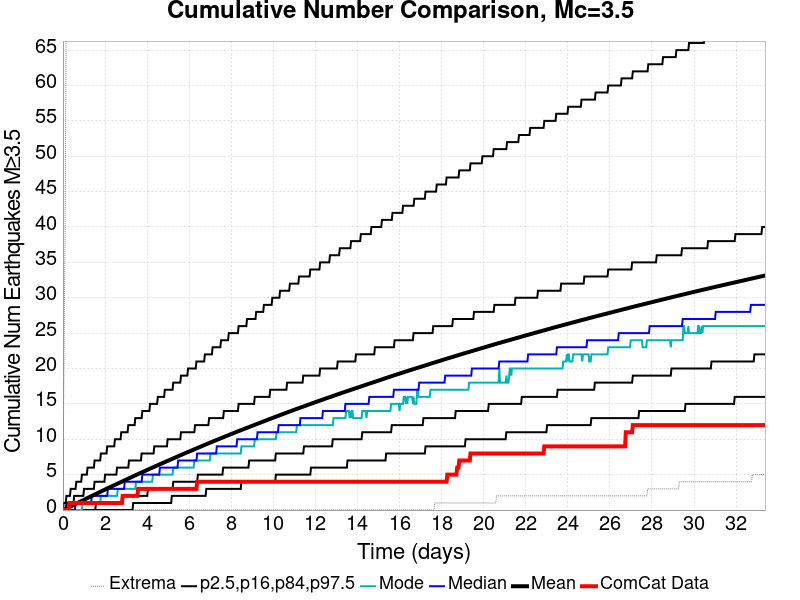 Cumulative Number Comparison, Mc=3.5
Cumulative Num Earthquakes M≥3.5
65
60
55
50
45
40
35
30
25
20
15
10
5
0
0 2 4 6 8 10 12 14 16 18 20 22 24 26 28 30 32
Time (days)
Extrema p2.5,p16,p84,p97.5 Mode Median Mean ComCat Data